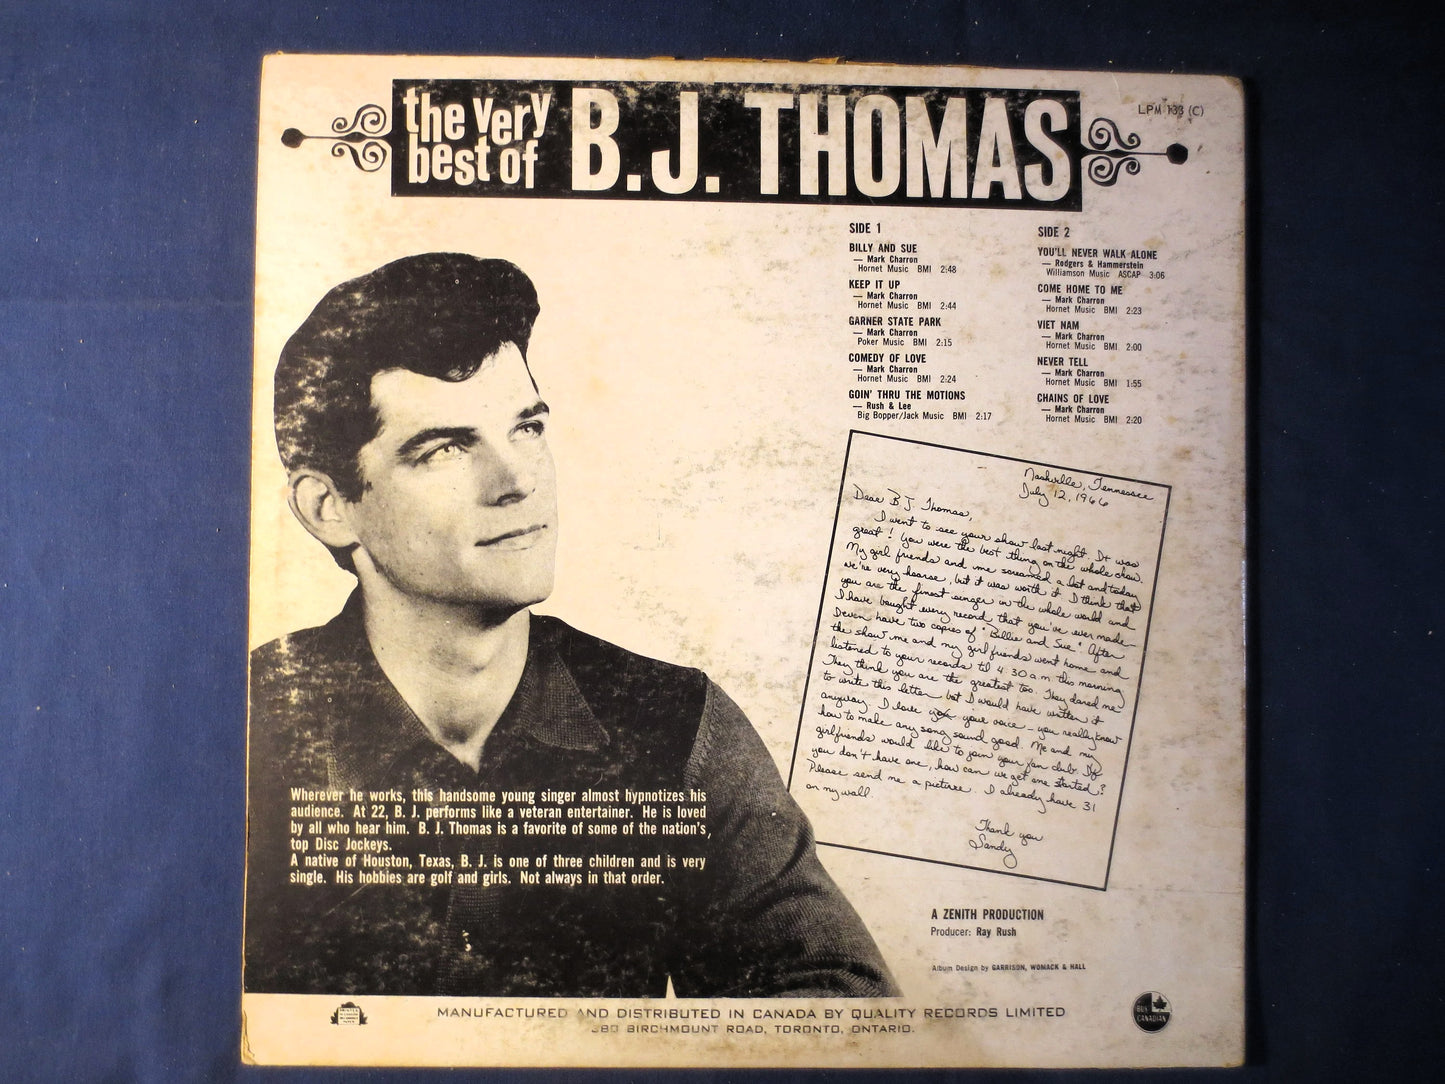 the very
best of B.J. THOMAS
LPM 133 (C)
SIDE 1
BILLY AND SUE
— Mark Charron
Hornet Music BMI 2:48
KEEP IT UP
— Mark Charron
Hornet Music BMI 2:44
GARNER STATE PARK
— Mark Charron
Poker Music BMI 2:15
COMEDY OF LOVE
— Mark Charron
Hornet Music BMI 2:24
GOIN' THRU THE MOTIONS
— Rush & Lee
Big Bopper/Jack Music BMI 2:17
SIDE 2
YOU'LL NEVER WALK ALONE
— Rodgers & Hammerstein
Williamson Music ASCAP 3:06
COME HOME TO ME
— Mark Charron
Hornet Music BMI 2:23
VIET NAM
— Mark Charron
Hornet Music BMI 2:00
NEVER TELL
— Mark Charron
Hornet Music BMI 1:55
CHAINS OF LOVE
— Mark Charron
Hornet Music BMI 2:20
Nashville, Tennessee
July 12, 1966
Dear B J. Thomas,
I went to see your show last night. It was
great! You were the best thing on the whole show.
My girl friends and me screamed a lot and today
we're very hoarse, but it was worth it. I think that
you are the finest singer in the whole world and
I have bought every record that you've ever made—
I even have two copies of "Billie and Sue". After
the show me and my girlfriends went home and
listened to your records til 4 30 a.m this morning
They think you are the greatest too. They dared me
to write this letter but I would have written it
anyway. I love your voice — you really know
how to make any song sound good. Me and my
girlfriends would like to join your fan club. If
you don't have one, how can we get one started?
Please send me a picture. I already have 31
on my wall.
Thank you
Sandy
Wherever he works, this handsome young singer almost hypnotizes his
audience. At 22, B. J. performs like a veteran entertainer. He is loved
by all who hear him. B. J. Thomas is a favorite of some of the nation's,
top Disc Jockeys.
A native of Houston, Texas, B. J. is one of three children and is very
single. His hobbies are golf and girls. Not always in that order.
A ZENITH PRODUCTION
Producer: Ray Rush
Album Design by GARRISON, WOMACK & HALL
MANUFACTURED AND DISTRIBUTED IN CANADA BY QUALITY RECORDS LIMITED
380 BIRCHMOUNT ROAD, TORONTO, ONTARIO.
BUY
CANADIAN